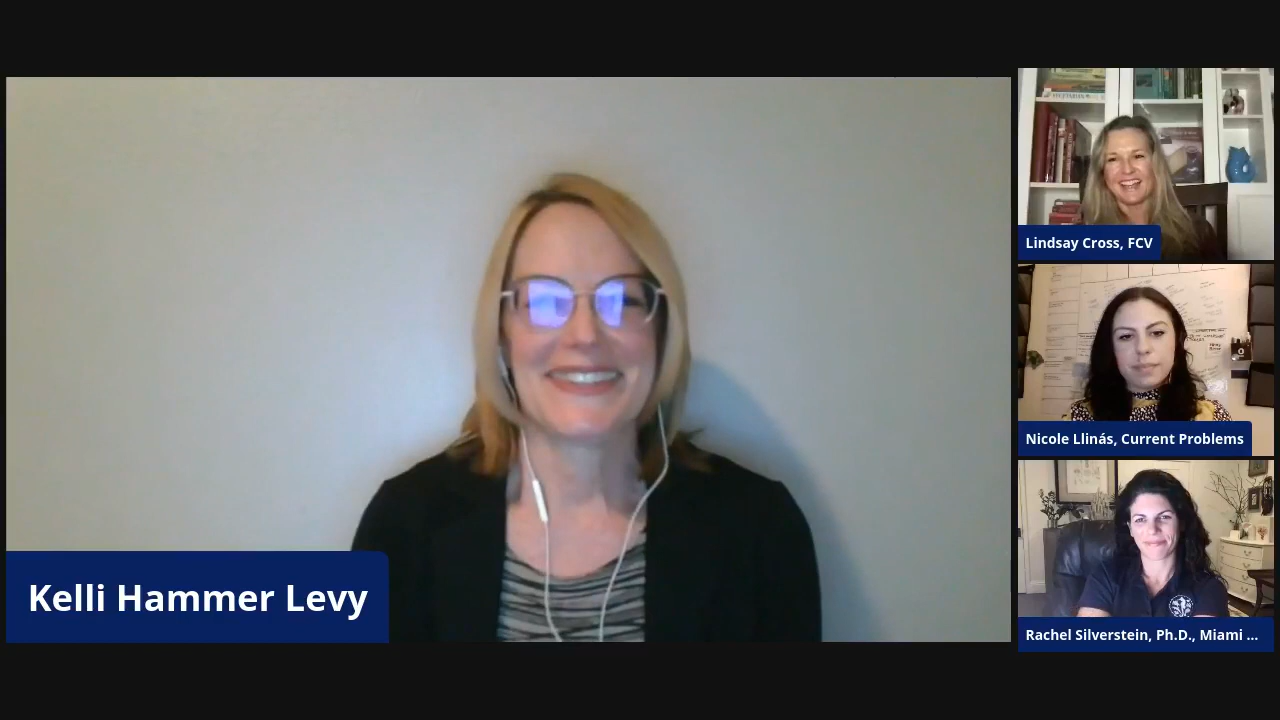 Kelli Hammer Levy
Lindsay Cross, FCV
Nicole Llinás, Current Problems
Rachel Silverstein, Ph.D., Miami ...